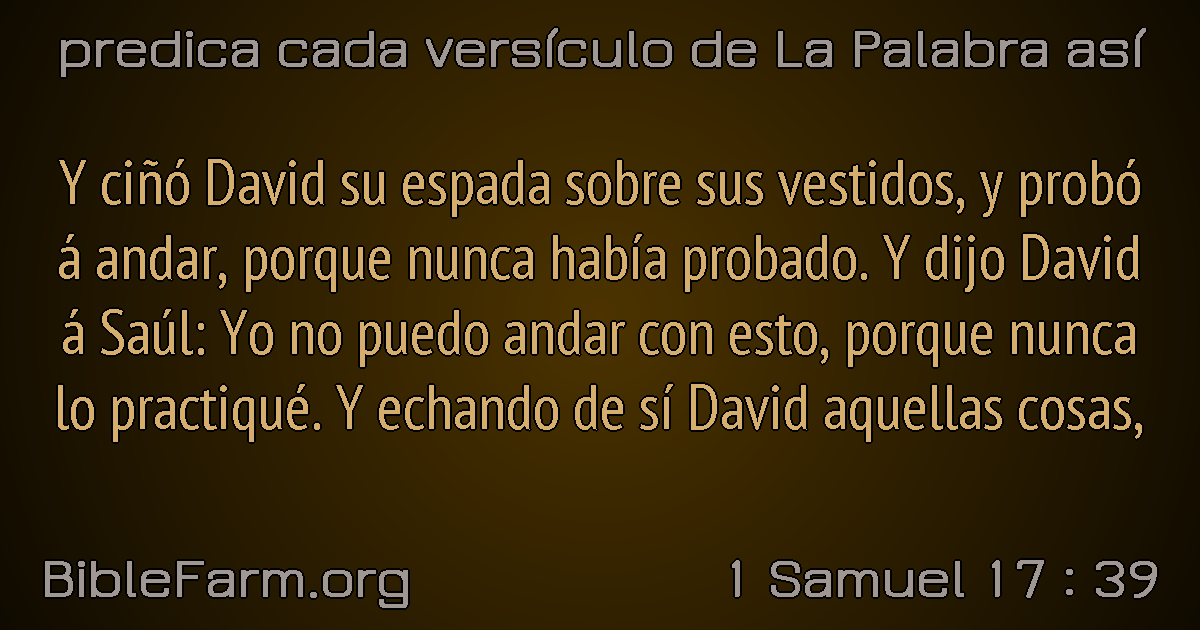 predica cada versículo de La Palabra así
Y ciñó David su espada sobre sus vestidos, y probó
á andar, porque nunca había probado. Y dijo David
á Saúl: Yo no puedo andar con esto, porque nunca
lo practiqué. Y echando de sí David aquellas cosas,
BibleFarm.org
1 Samuel 17 : 39